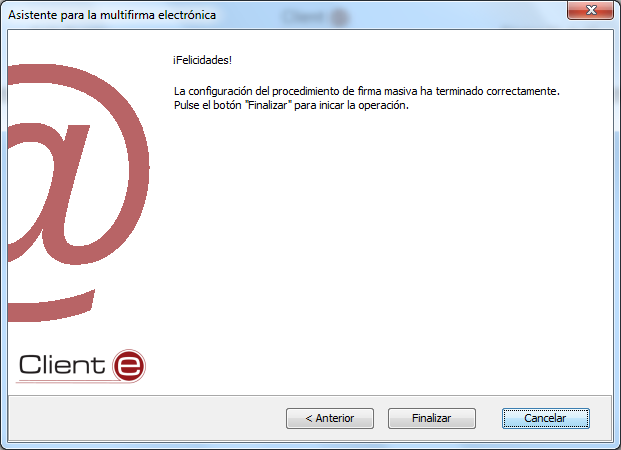 Asistente para la multifirma electrónica
¡Felicidades!
La configuración del procedimiento de firma masiva ha terminado correctamente.
Pulse el botón "Finalizar" para inicar la operación.
@
Client e
< Anterior
Finalizar
Cancelar